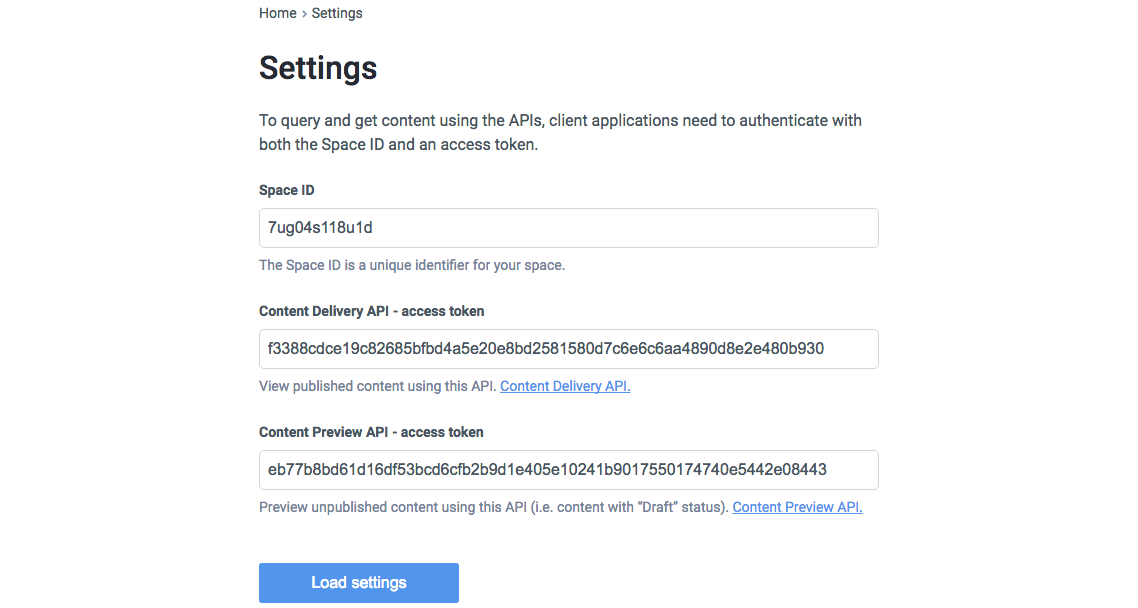 Home › Settings
Settings
To query and get content using the APIs, client applications need to authenticate with
both the Space ID and an access token.
Space ID
7ug04s118u1d
The Space ID is a unique identifier for your space.
Content Delivery API - access token
f3388cdce19c82685bfbd4a5e20e8bd2581580d7c6e6c6aa4890d8e2e480b930
View published content using this API. Content Delivery API.
Content Preview API - access token
eb77b8bd61d16df53bcd6cfb2b9d1e405e10241b9017550174740e5442e08443
Preview unpublished content using this API (i.e. content with “Draft” status). Content Preview API.
Load settings